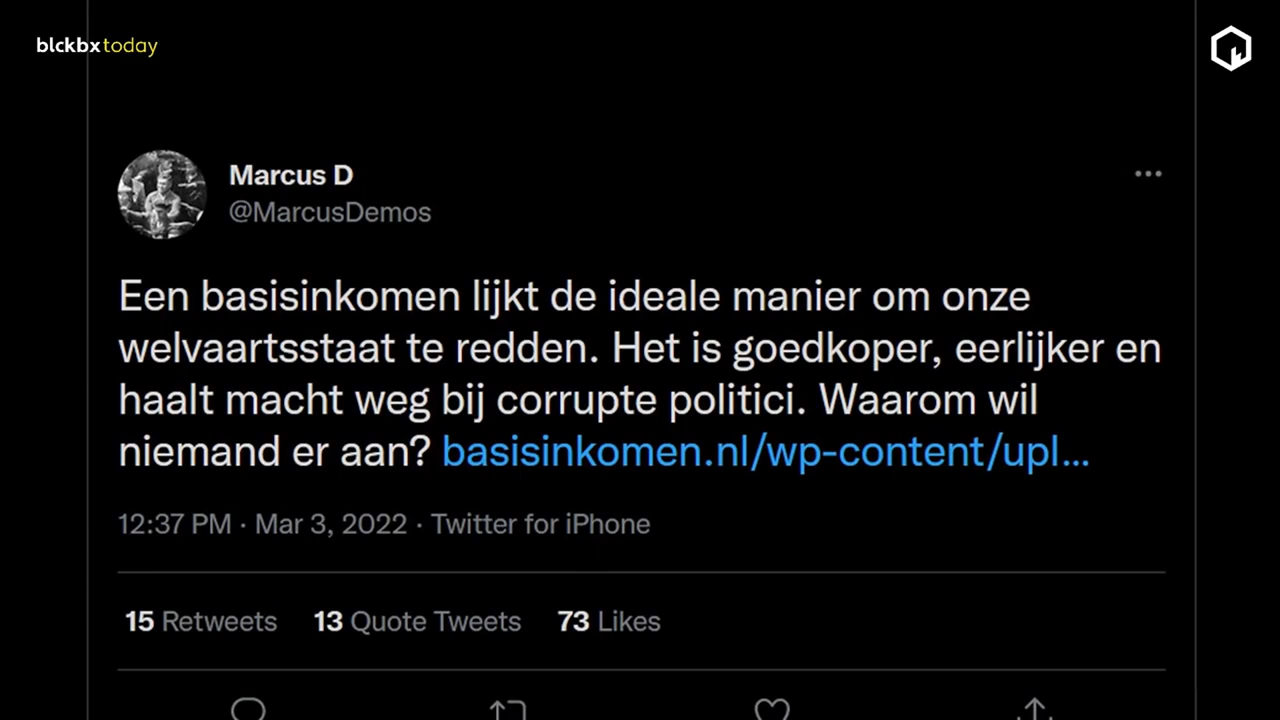 blckbxtoday
Marcus D
@MarcusDemos
Een basisinkomen lijkt de ideale manier om onze
welvaartsstaat te redden. Het is goedkoper, eerlijker en
haalt macht weg bij corrupte politici. Waarom wil
niemand er aan? basisinkomen.nl/wp-content/upl...
12:37 PM · Mar 3, 2022 · Twitter for iPhone
15 Retweets 13 Quote Tweets 73 Likes